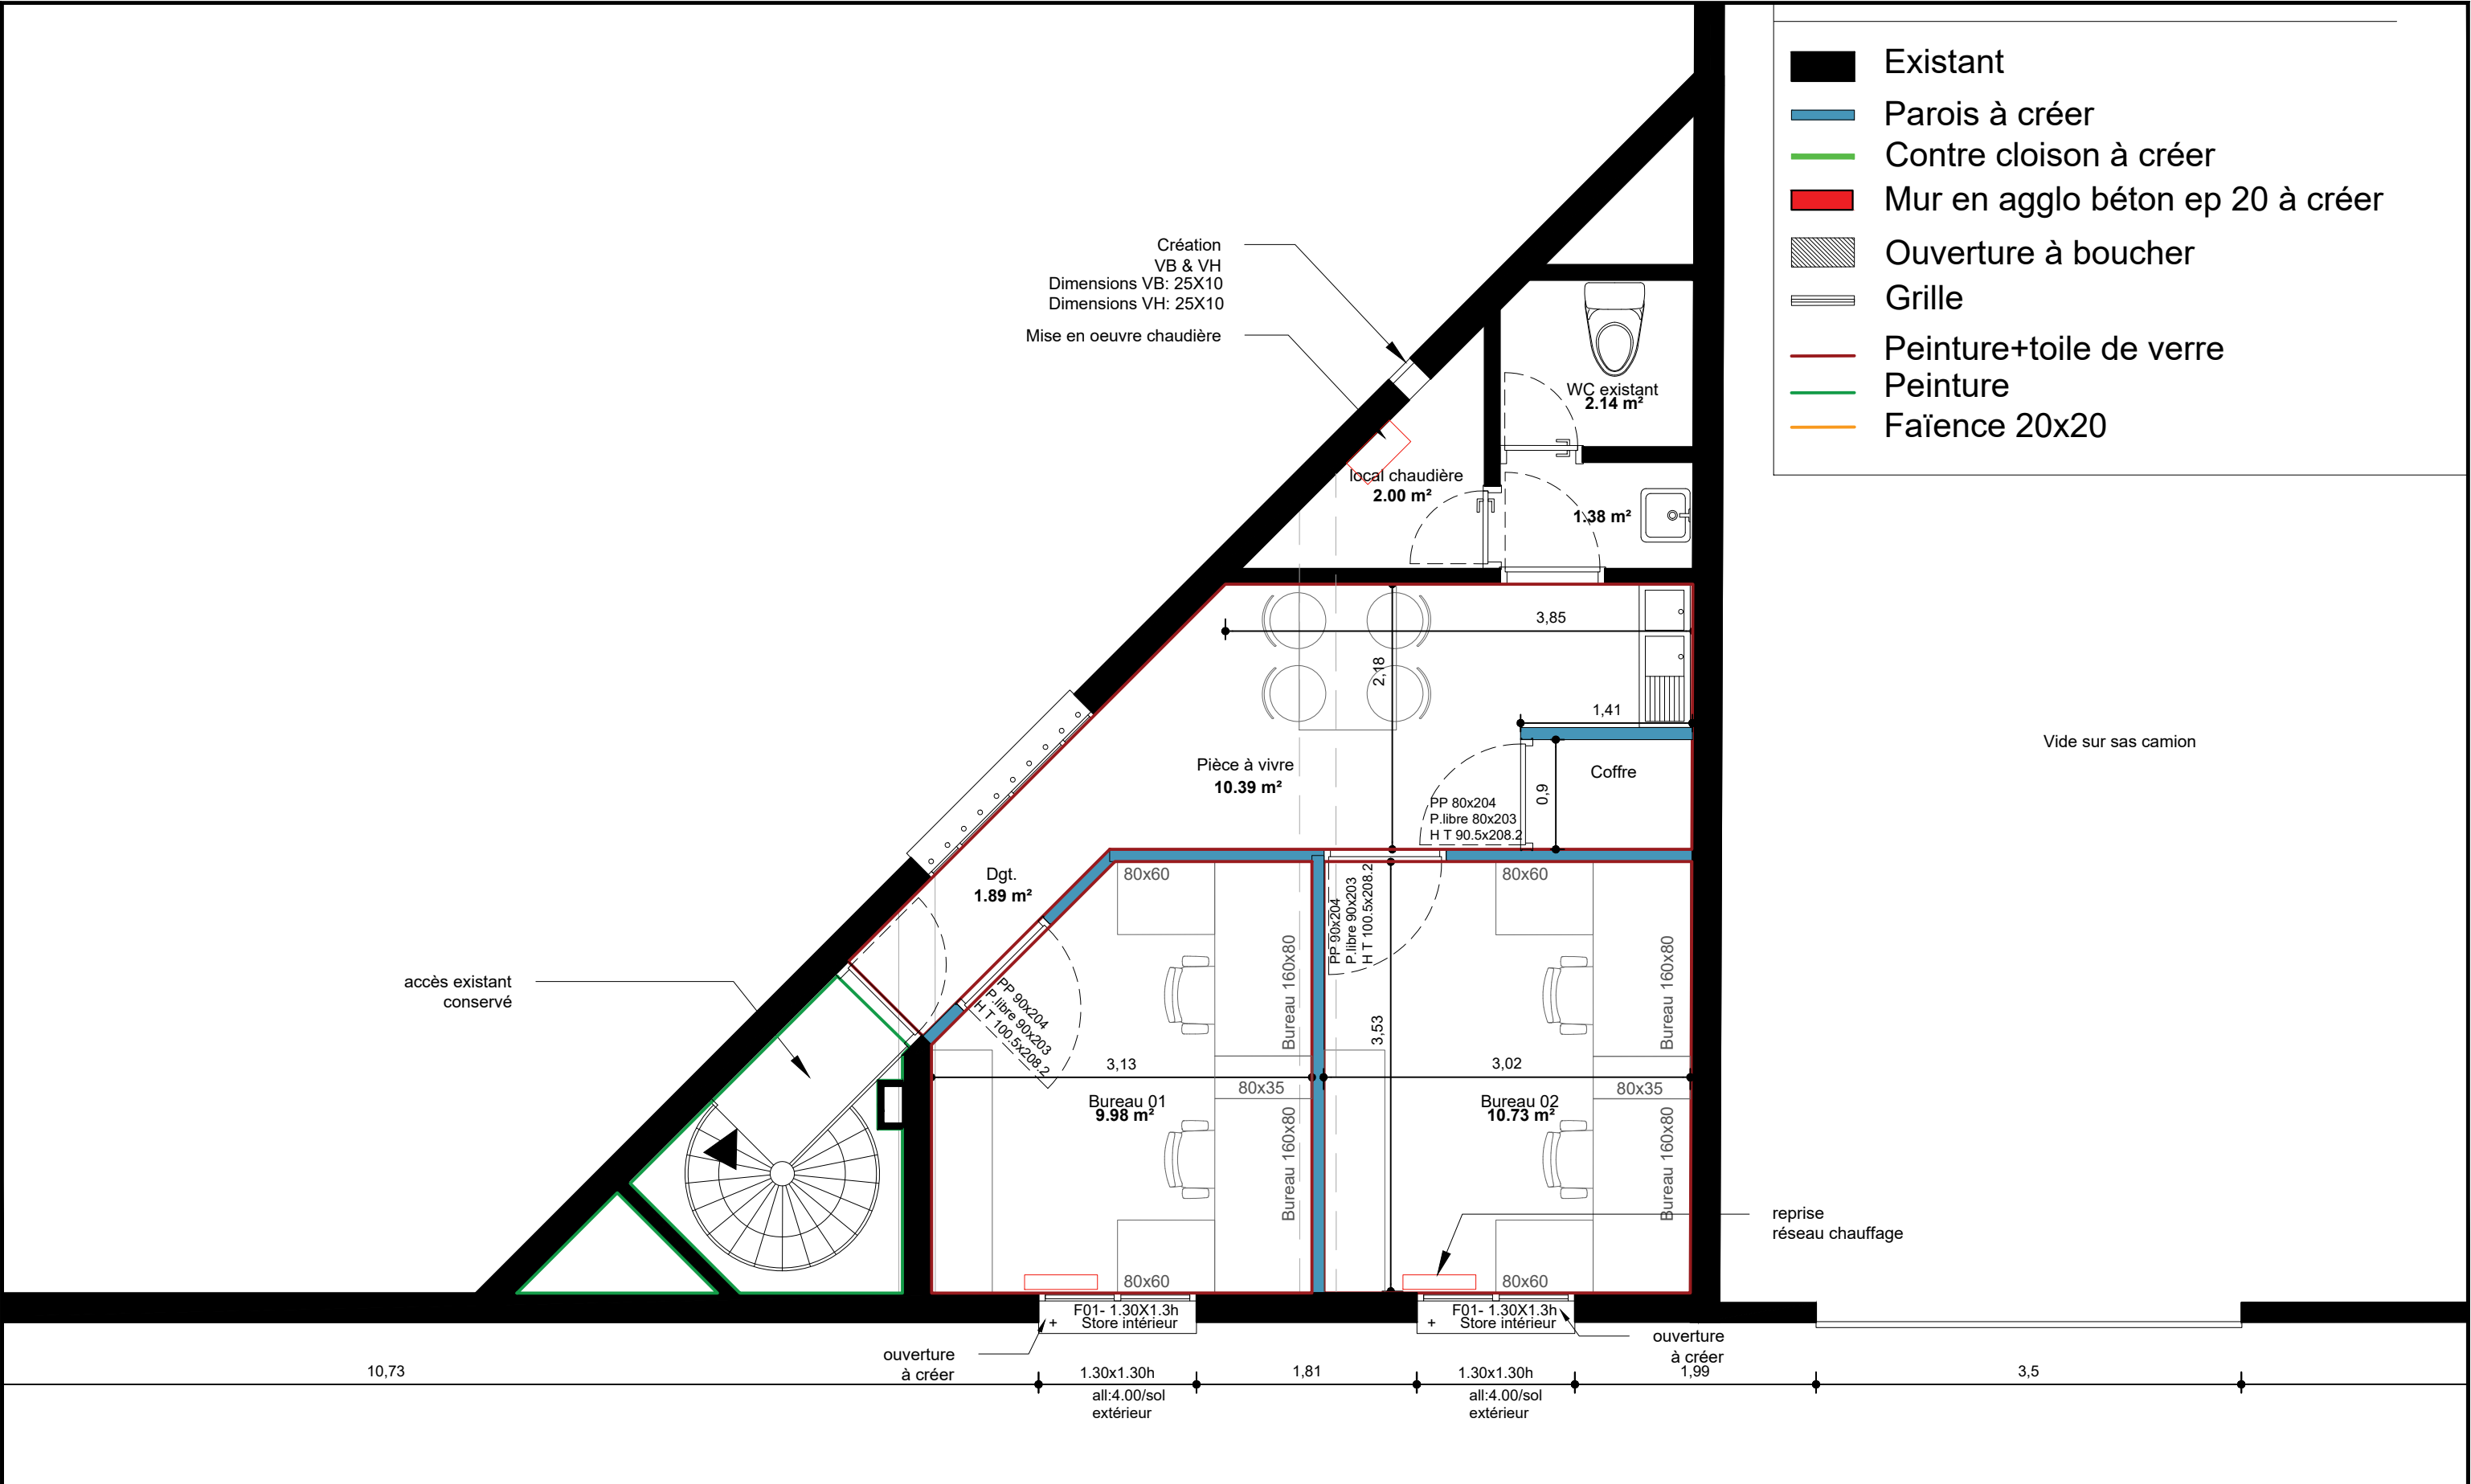 Existant
Parois à créer
Contre cloison à créer
Mur en agglo béton ep 20 à créer
Ouverture à boucher
Grille
Peinture+toile de verre
Peinture
Faïence 20x20
Création
VB & VH
Dimensions VB: 25X10
Dimensions VH: 25X10
Mise en oeuvre chaudière
WC existant
2.14 m²
local chaudière
2.00 m²
1.38 m²
3,85
2,18
1,41
Vide sur sas camion
Pièce à vivre
10.39 m²
Coffre
0,9
PP 80x204
P.libre 80x203
H T 90.5x208.2
Dgt.
1.89 m²
80x60
80x60
PP 90x204
P.libre 90x203
H T 100.5x208.2
Bureau 160x80
Bureau 160x80
accès existant
conservé
PP 90x204
P.libre 90x203
H T 100.5x208.2
3,53
3,13
3,02
80x35
80x35
Bureau 01
9.98 m²
Bureau 02
10.73 m²
Bureau 160x80
Bureau 160x80
reprise
réseau chauffage
80x60
80x60
F01- 1.30X1.3h
+ Store intérieur
F01- 1.30X1.3h
+ Store intérieur
ouverture
à créer
ouverture
à créer
10,73
1.30x1.30h
1,81
1.30x1.30h
1,99
3,5
all:4.00/sol
extérieur
all:4.00/sol
extérieur